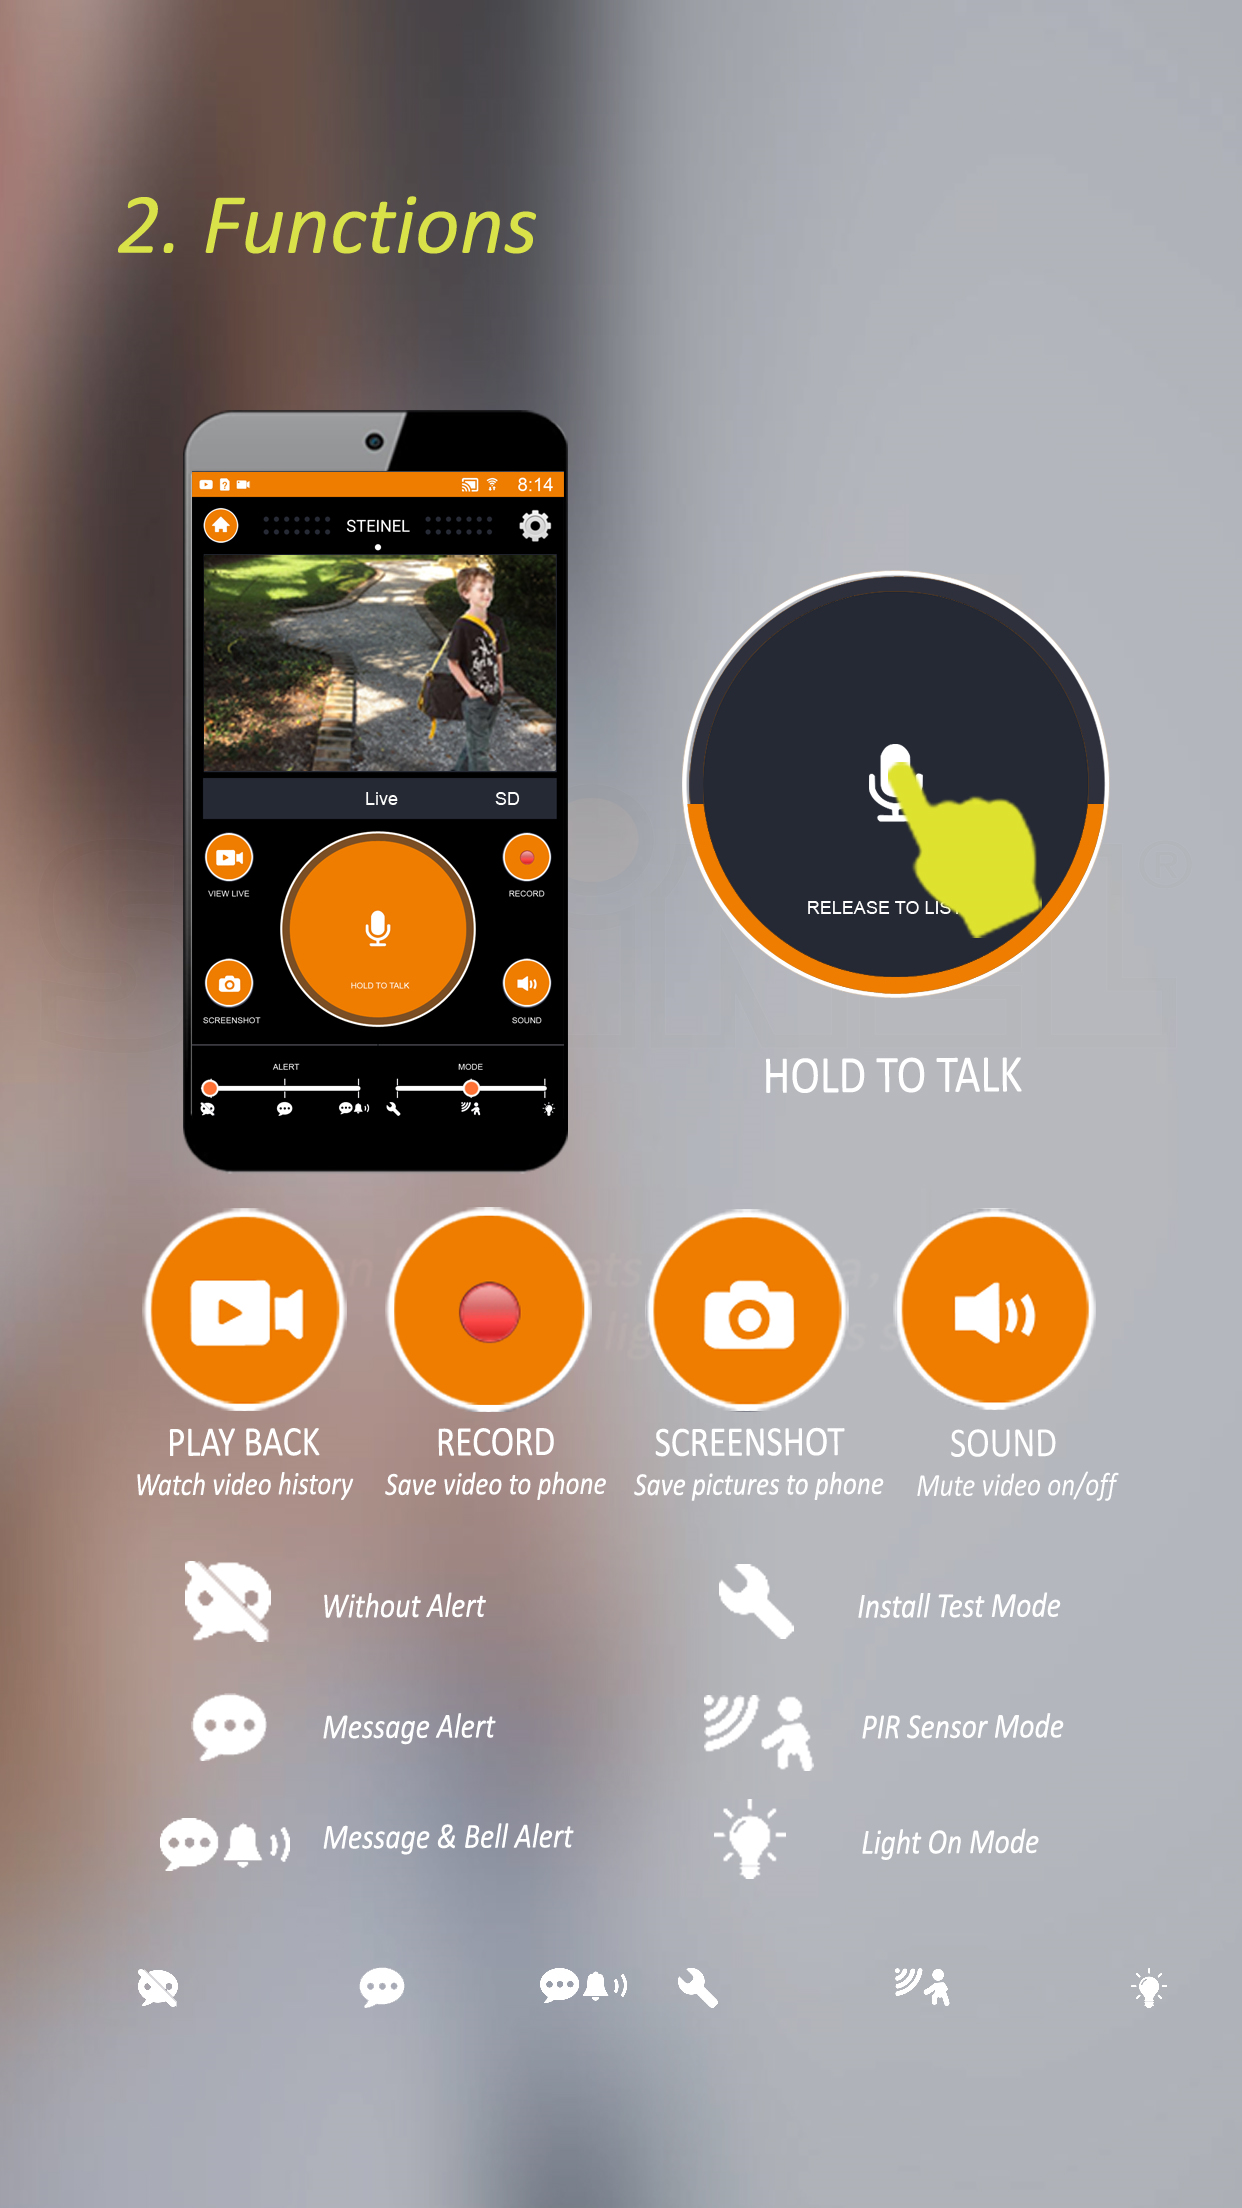 2. Functions
8:14
STEINEL
Live SD
VIEW LIVE
RECORD
HOLD TO TALK
SCREENSHOT
SOUND
ALERT
MODE
RELEASE TO
HOLD TO TALK
PLAY BACK
Watch video history
RECORD
Save video to phone
SCREENSHOT
Save pictures to phone
SOUND
Mute video on/off
Without Alert
Install Test Mode
Message Alert
PIR Sensor Mode
Message & Bell Alert
Light On Mode